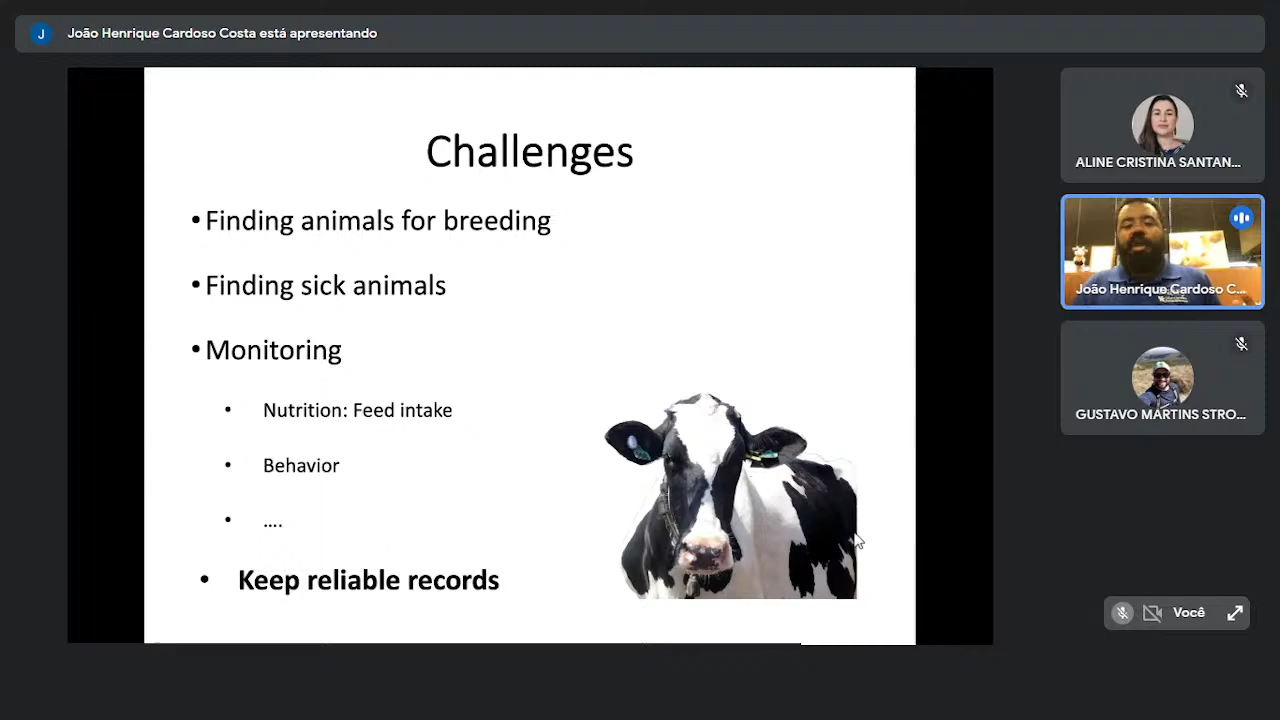 J
João Henrique Cardoso Costa está apresentando
Challenges
• Finding animals for breeding
• Finding sick animals
• Monitoring
• Nutrition: Feed intake
• Behavior
• ....
• Keep reliable records
ALINE CRISTINA SANTAN...
João Henrique Cardoso C...
GUSTAVO MARTINS STRO...
Você